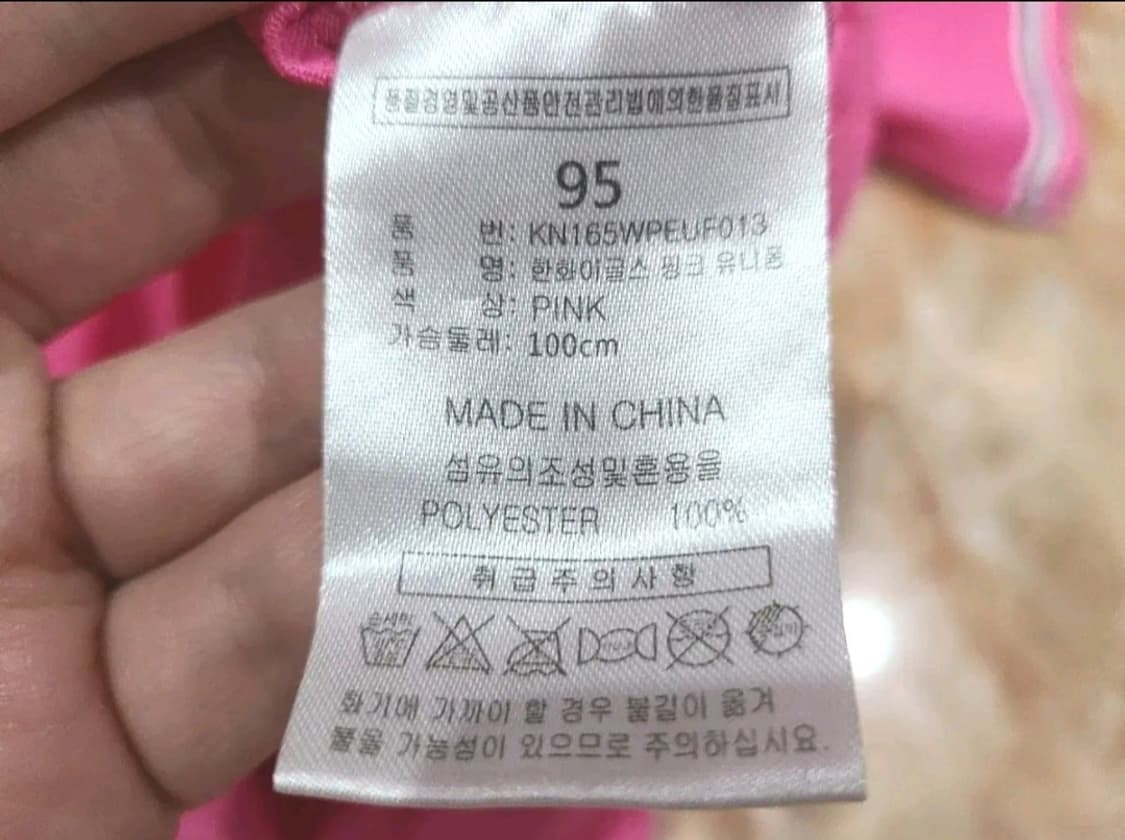 품질경영및공산품안전관리법에의한품질표시
95
품 번: KN165WPEUF013
품 명: 한화이글스 핑크 유니폼
색 상: PINK
가슴둘레: 100cm
MADE IN CHINA
섬유의조성및혼용율
POLYESTER 100%
취급주의사항
손세탁
화기에 가까이 할 경우 불길이 옮겨
붙을 가능성이 있으므로 주의하십시요.